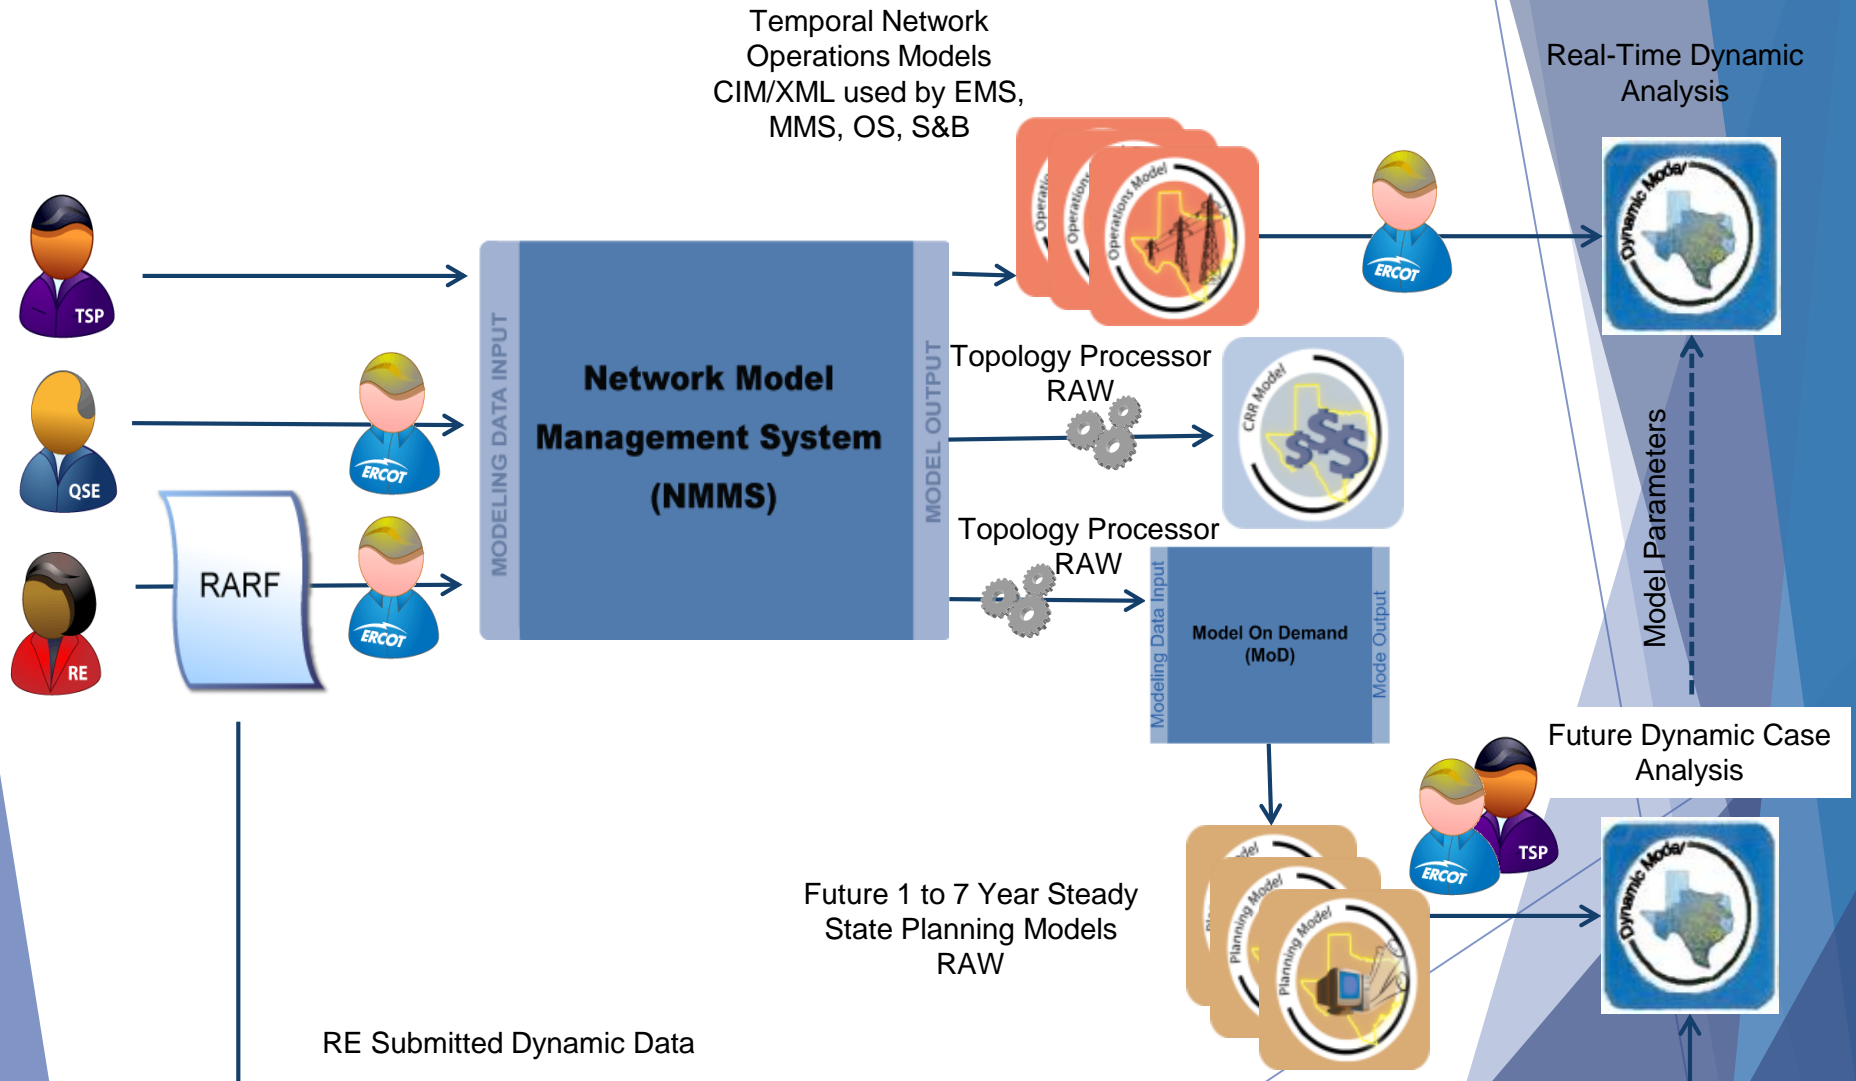 Temporal Network
Operations Models
CIM/XML used by EMS,
MMS, OS, S&B
Real-Time Dynamic
Analysis
Operations
Operations
Operations Model
ERCOT
Dynamic Model
TSP
MODELING DATA INPUT
Network Model
Management System
(NMMS)
MODEL OUTPUT
Topology Processor
RAW
CRR Model
$$$
QSE
ERCOT
RARF
RE
ERCOT
Topology Processor
RAW
Modeling Data Input
Model On Demand
(MoD)
Mode Output
Model Parameters
Future Dynamic Case
Analysis
ERCOT
TSP
Dynamic Model
Future 1 to 7 Year Steady
State Planning Models
RAW
Planning Model
Planning Model
RE Submitted Dynamic Data